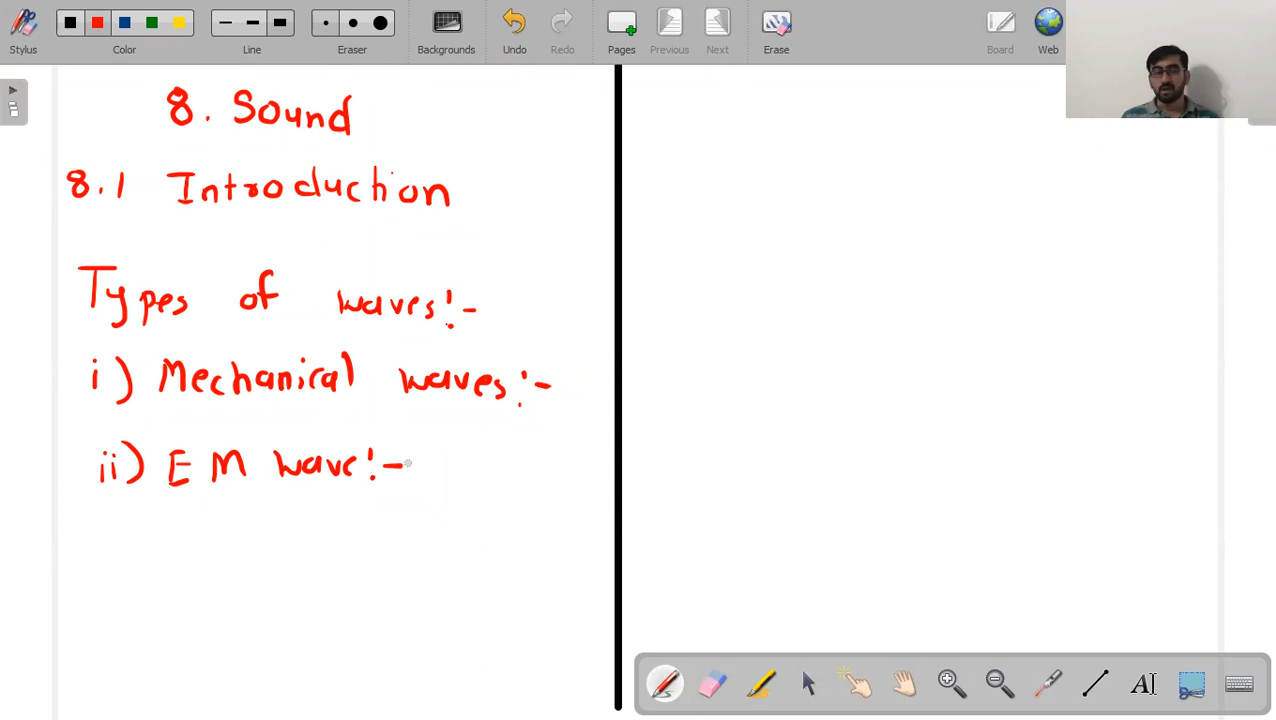 Stylus
Color
Line
Eraser
Backgrounds
Undo
Redo
Pages
Previous
Next
Erase
Board
Web
8. Sound
8.1 Introduction
Types of waves:-
i) Mechanical waves:-
ii) EM wave:-
A